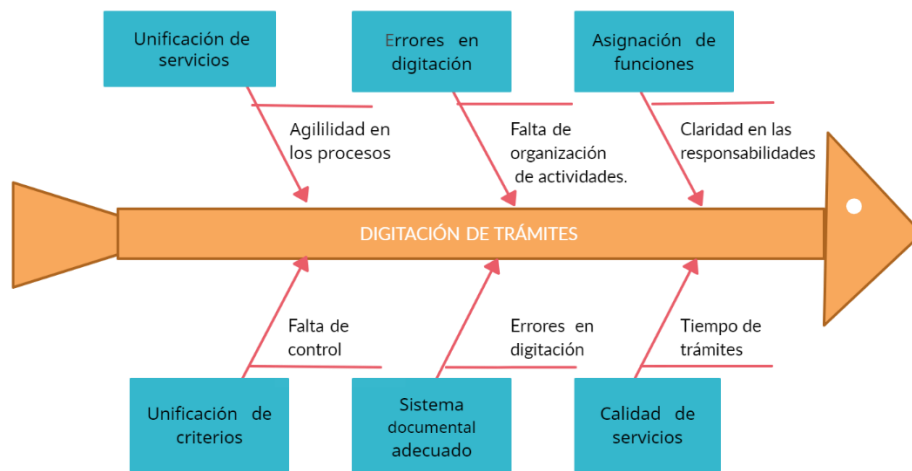 Unificación de
servicios
Errores en
digitación
Asignación de
funciones
Agililidad en
los procesos
Falta de
organización
de actividades.
Claridad en las
responsabilidades
DIGITACIÓN DE TRÁMITES
Falta de
control
Errores en
digitación
Tiempo de
trámites
Unificación de
criterios
Sistema
documental
adecuado
Calidad de
servicios